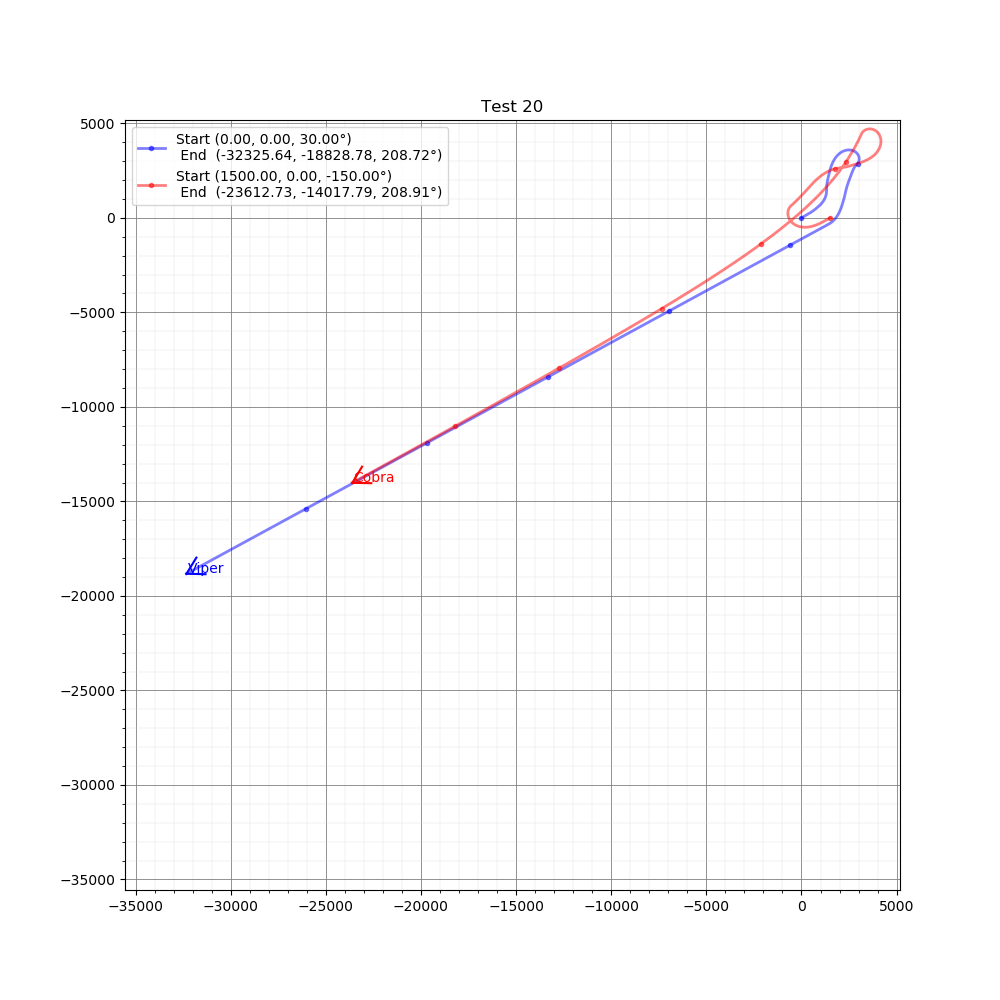 Test 20
Start (0.00, 0.00, 30.00°)
End (-32325.64, -18828.78, 208.72°)
Start (1500.00, 0.00, -150.00°)
End (-23612.73, -14017.79, 208.91°)
5000
0
−5000
−10000
−15000
−20000
−25000
−30000
−35000
Cobra
Viper
−35000 −30000 −25000 −20000 −15000 −10000 −5000 0 5000